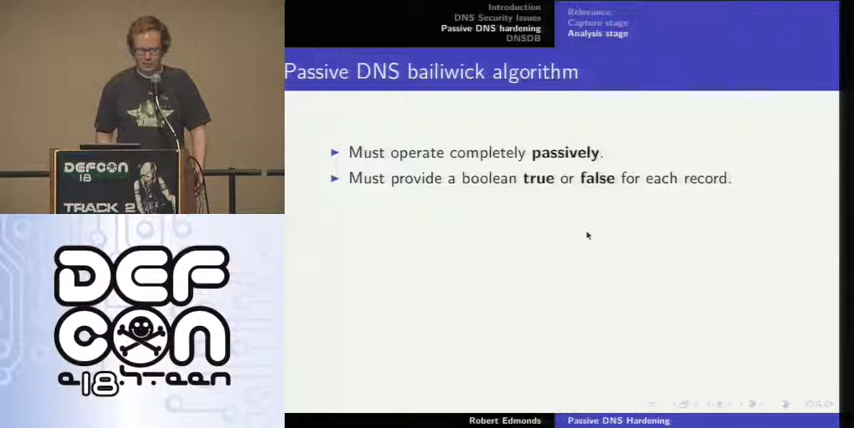 Introduction
DNS Security Issues
Passive DNS hardening
DNSDB
Relevance
Capture stage
Analysis stage
Passive DNS bailiwick algorithm
Must operate completely passively.
Must provide a boolean true or false for each record.
DEFCON
18
TRACK 2
DEF
CON
e18hteen
Robert Edmonds
Passive DNS Hardening